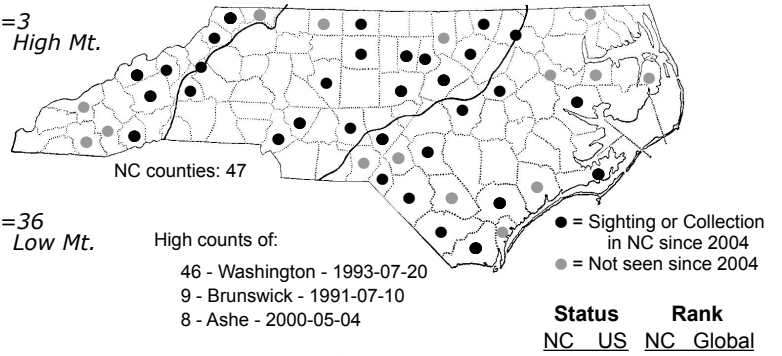 =3
High Mt.
NC counties: 47
=36
Low Mt.
High counts of:
46 - Washington - 1993-07-20
9 - Brunswick - 1991-07-10
8 - Ashe - 2000-05-04
= Sighting or Collection
in NC since 2004
= Not seen since 2004
Status Rank
NC US NC Global